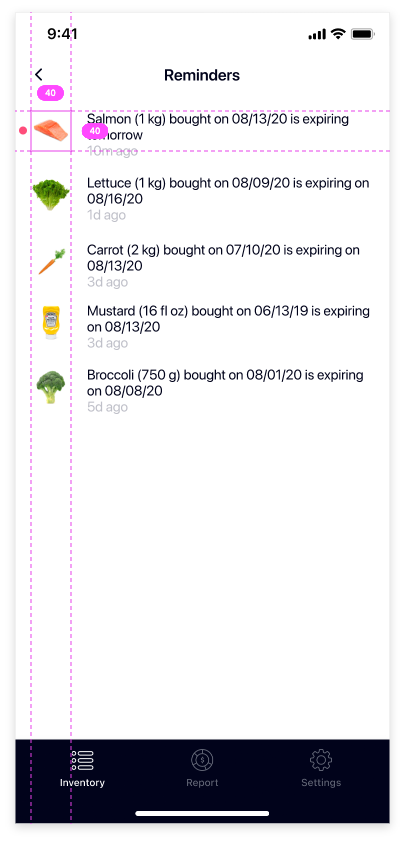 9:41
Reminders
40
Salmon (1 kg) bought on 08/13/20 is expiring
40
tomorrow
10m ago
Lettuce (1 kg) bought on 08/09/20 is expiring on
08/16/20
1d ago
Carrot (2 kg) bought on 07/10/20 is expiring on
08/13/20
3d ago
Mustard (16 fl oz) bought on 06/13/19 is expiring
on 08/13/20
3d ago
Broccoli (750 g) bought on 08/01/20 is expiring
on 08/08/20
5d ago
Inventory
Report
Settings